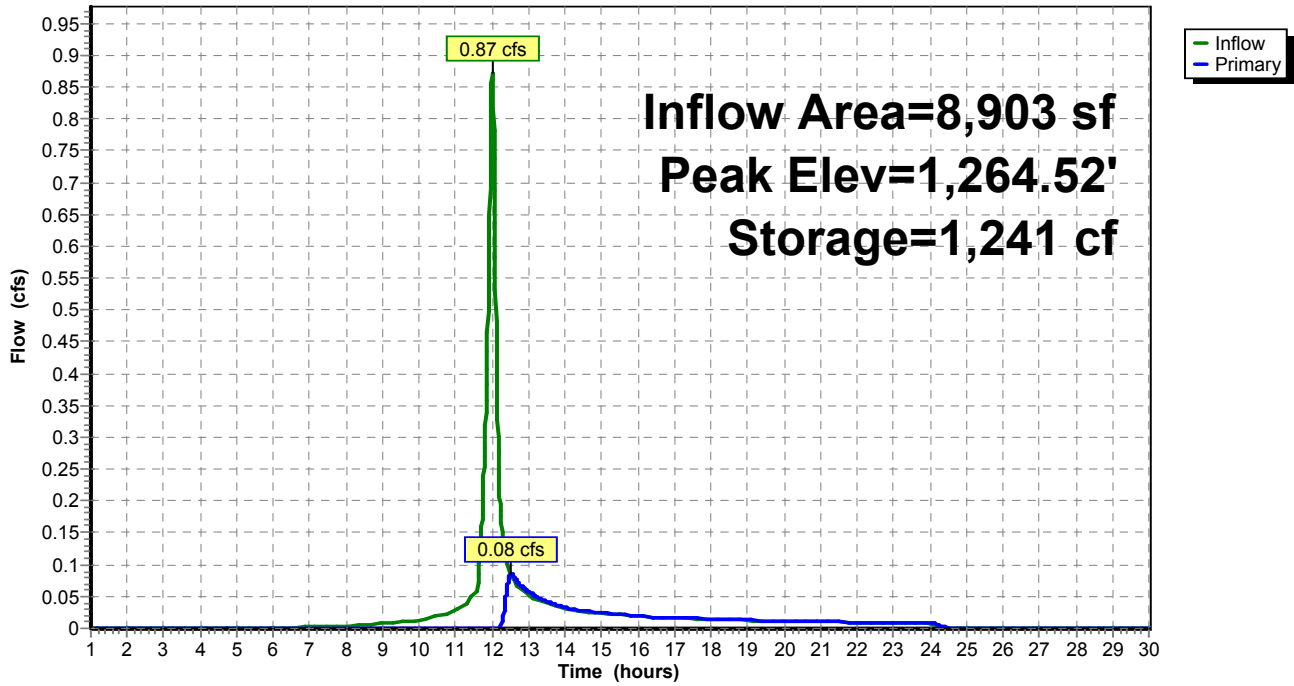 0.87 cfs
0.08 cfs
Inflow
Primary
Inflow Area=8,903 sf
Peak Elev=1,264.52'
Storage=1,241 cf
Flow (cfs)
0.95
0.9
0.85
0.8
0.75
0.7
0.65
0.6
0.55
0.5
0.45
0.4
0.35
0.3
0.25
0.2
0.15
0.1
0.05
0
1 2 3 4 5 6 7 8 9 10 11 12 13 14 15 16 17 18 19 20 21 22 23 24 25 26 27 28 29 30
Time (hours)